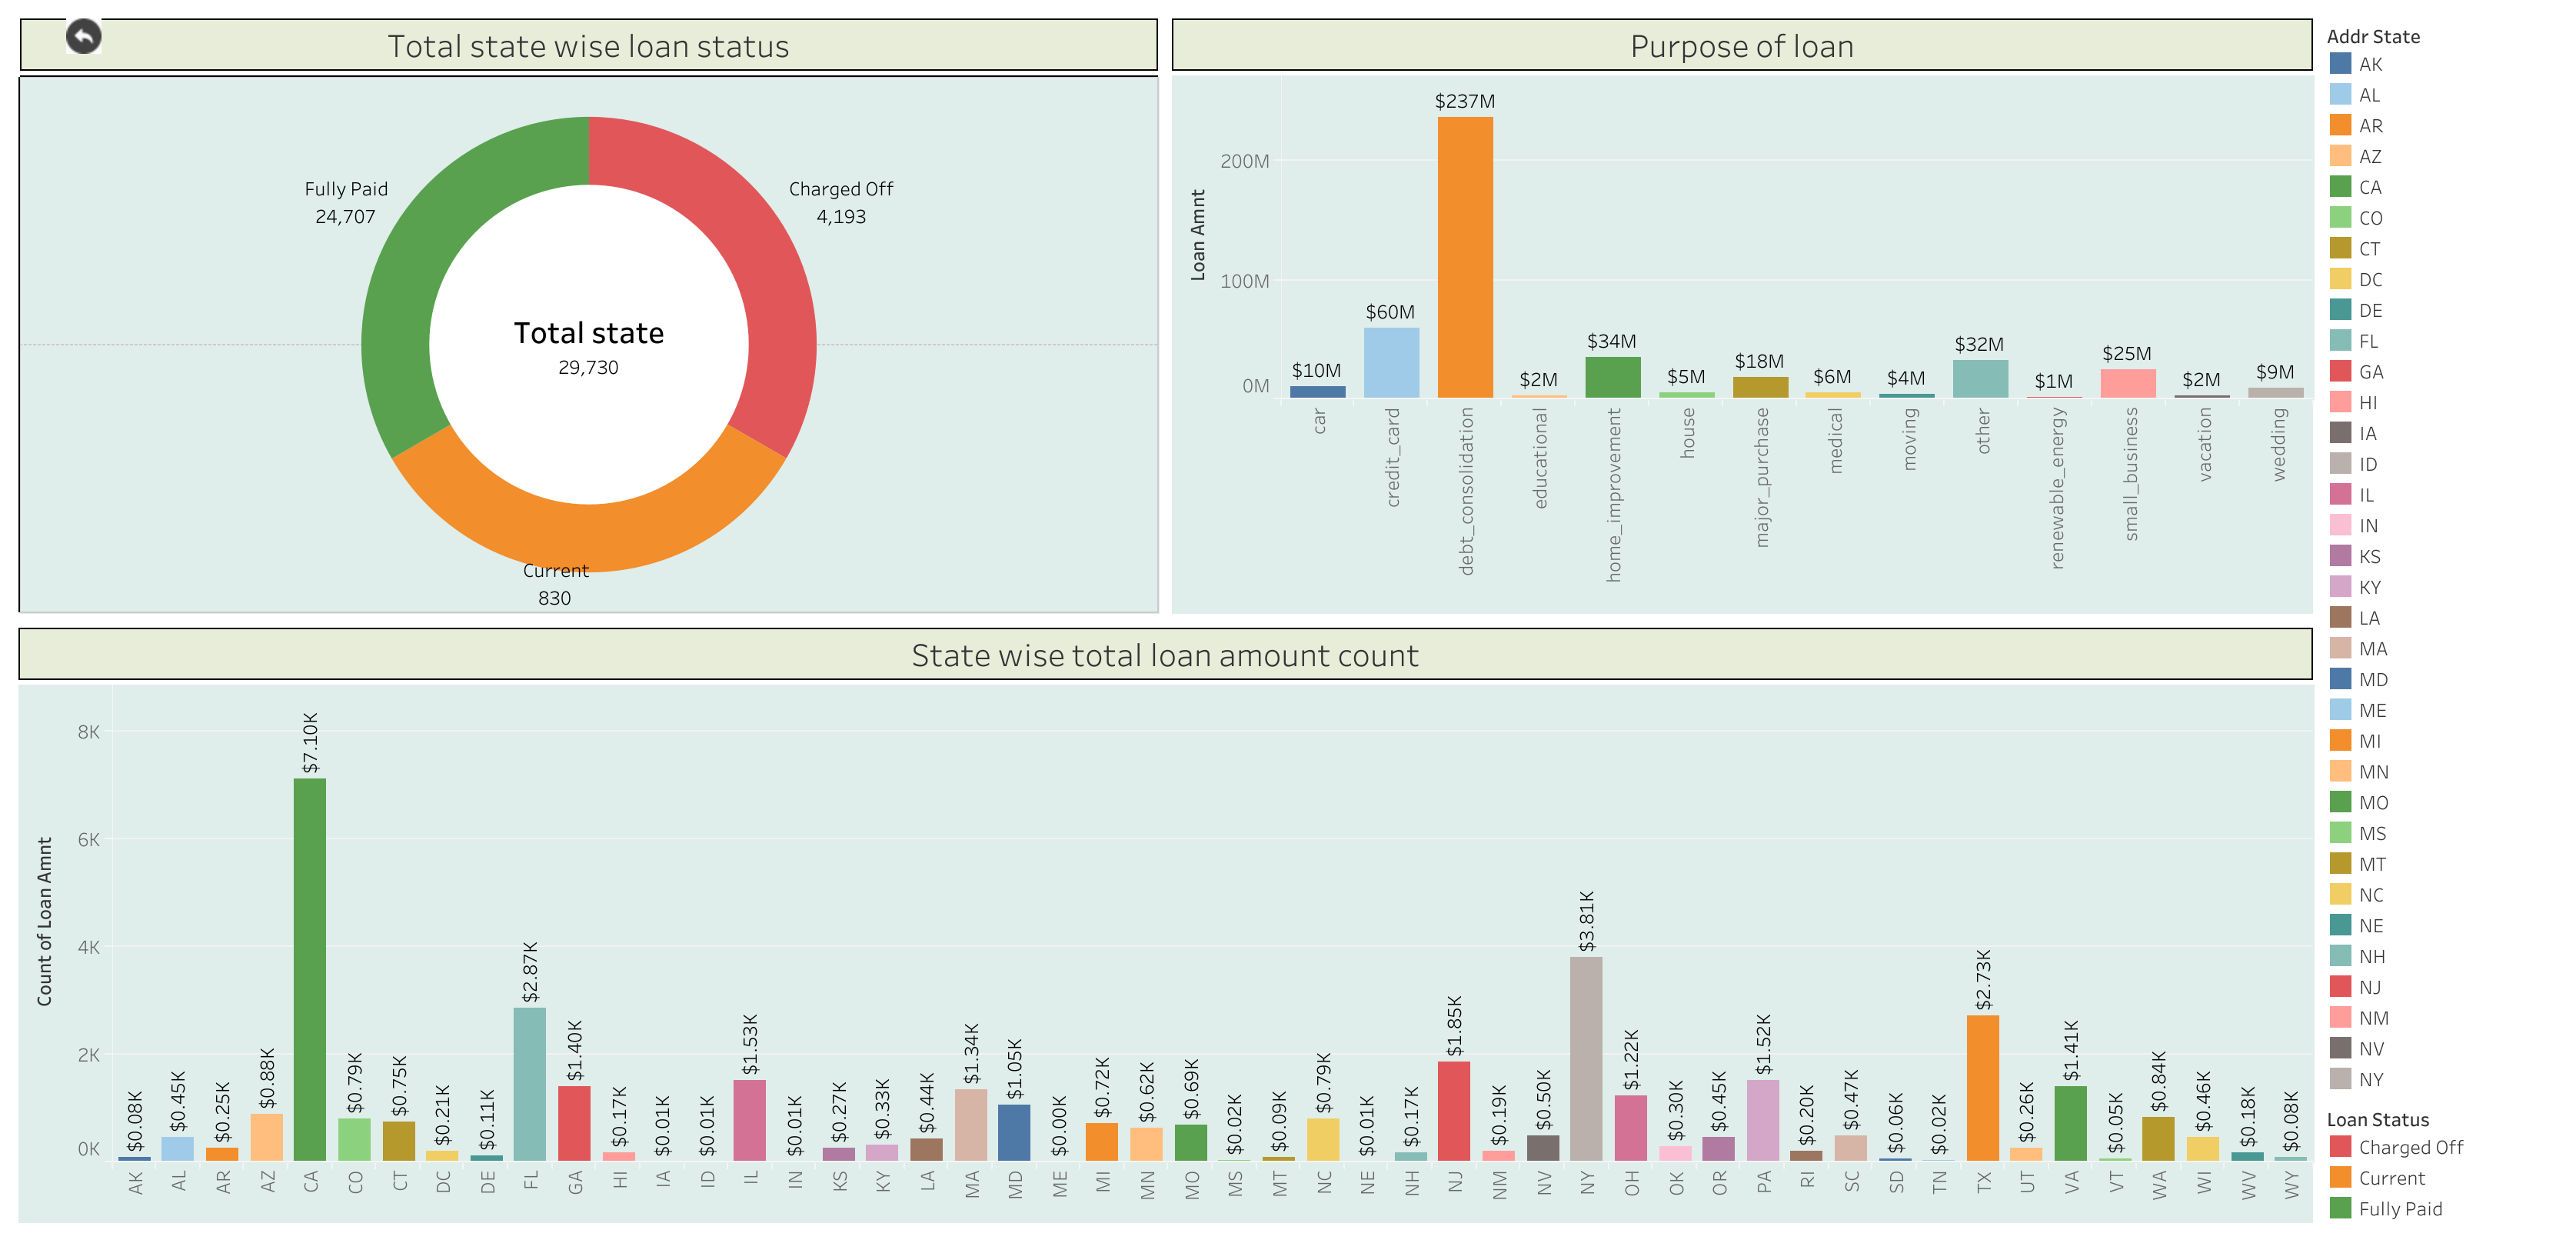 Total state wise loan status
Fully Paid
24,707
Charged Off
4,193
Total state
29,730
Current
830
Purpose of loan
Loan Amnt
200M
100M
0M
$10M
$60M
$237M
$2M
$34M
$5M
$18M
$6M
$4M
$32M
$1M
$25M
$2M
$9M
car
credit_card
debt_consolidation
educational
home_improvement
house
major_purchase
medical
moving
other
renewable_energy
small_business
vacation
wedding
State wise total loan amount count
Count of Loan Amnt
8K
6K
4K
2K
0K
$0.08K
$0.45K
$0.25K
$0.88K
$7.10K
$0.79K
$0.75K
$0.21K
$0.11K
$2.87K
$1.40K
$0.17K
$0.01K
$0.01K
$1.53K
$0.01K
$0.27K
$0.33K
$0.44K
$1.34K
$1.05K
$0.00K
$0.72K
$0.62K
$0.69K
$0.02K
$0.09K
$0.79K
$0.01K
$0.17K
$1.85K
$0.19K
$0.50K
$3.81K
$1.22K
$0.30K
$0.45K
$1.52K
$0.20K
$0.47K
$0.06K
$0.02K
$2.73K
$0.26K
$1.41K
$0.05K
$0.84K
$0.46K
$0.18K
$0.08K
AK
AL
AR
AZ
CA
CO
CT
DC
DE
FL
GA
HI
IA
ID
IL
IN
KS
KY
LA
MA
MD
ME
MI
MN
MO
MS
MT
NC
NE
NH
NJ
NM
NV
NY
OH
OK
OR
PA
RI
SC
SD
TN
TX
UT
VA
VT
WA
WI
WV
WY
Addr State
AK
AL
AR
AZ
CA
CO
CT
DC
DE
FL
GA
HI
IA
ID
IL
IN
KS
KY
LA
MA
MD
ME
MI
MN
MO
MS
MT
NC
NE
NH
NJ
NM
NV
NY
Loan Status
Charged Off
Current
Fully Paid